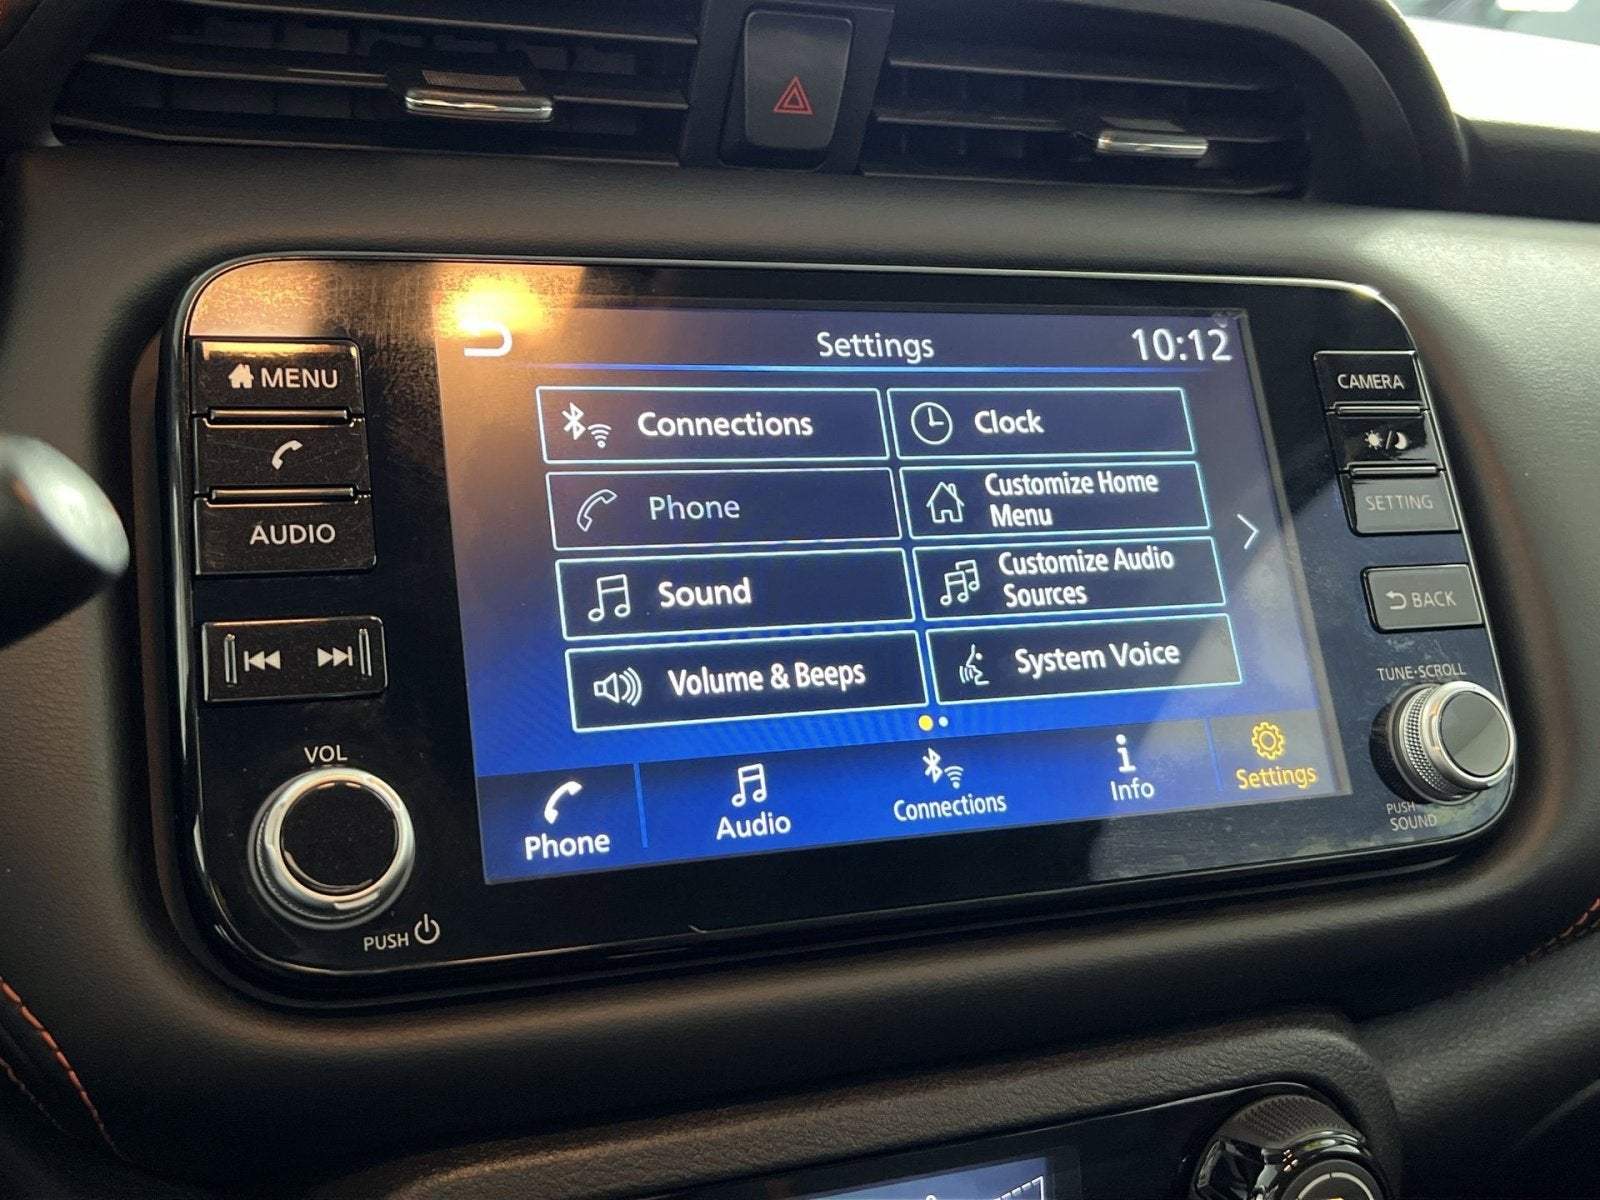 Settings
10:12
MENU
AUDIO
VOL
PUSH
Connections
Clock
Phone
Customize Home
Menu
Sound
Customize Audio
Sources
Volume & Beeps
System Voice
Phone
Audio
Connections
Info
Settings
CAMERA
SETTING
BACK
TUNE·SCROLL
PUSH
SOUND